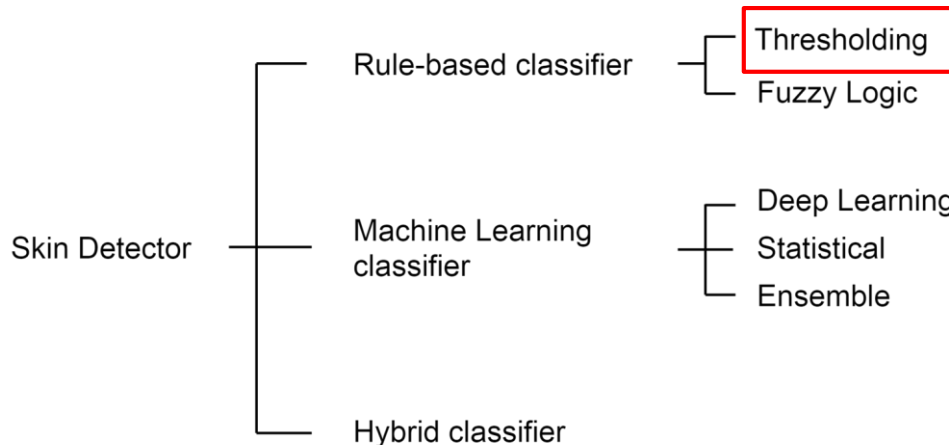 Thresholding
Rule-based classifier
Fuzzy Logic
Deep Learning
Machine Learning
classifier
Skin Detector
Statistical
Ensemble
Hybrid classifier